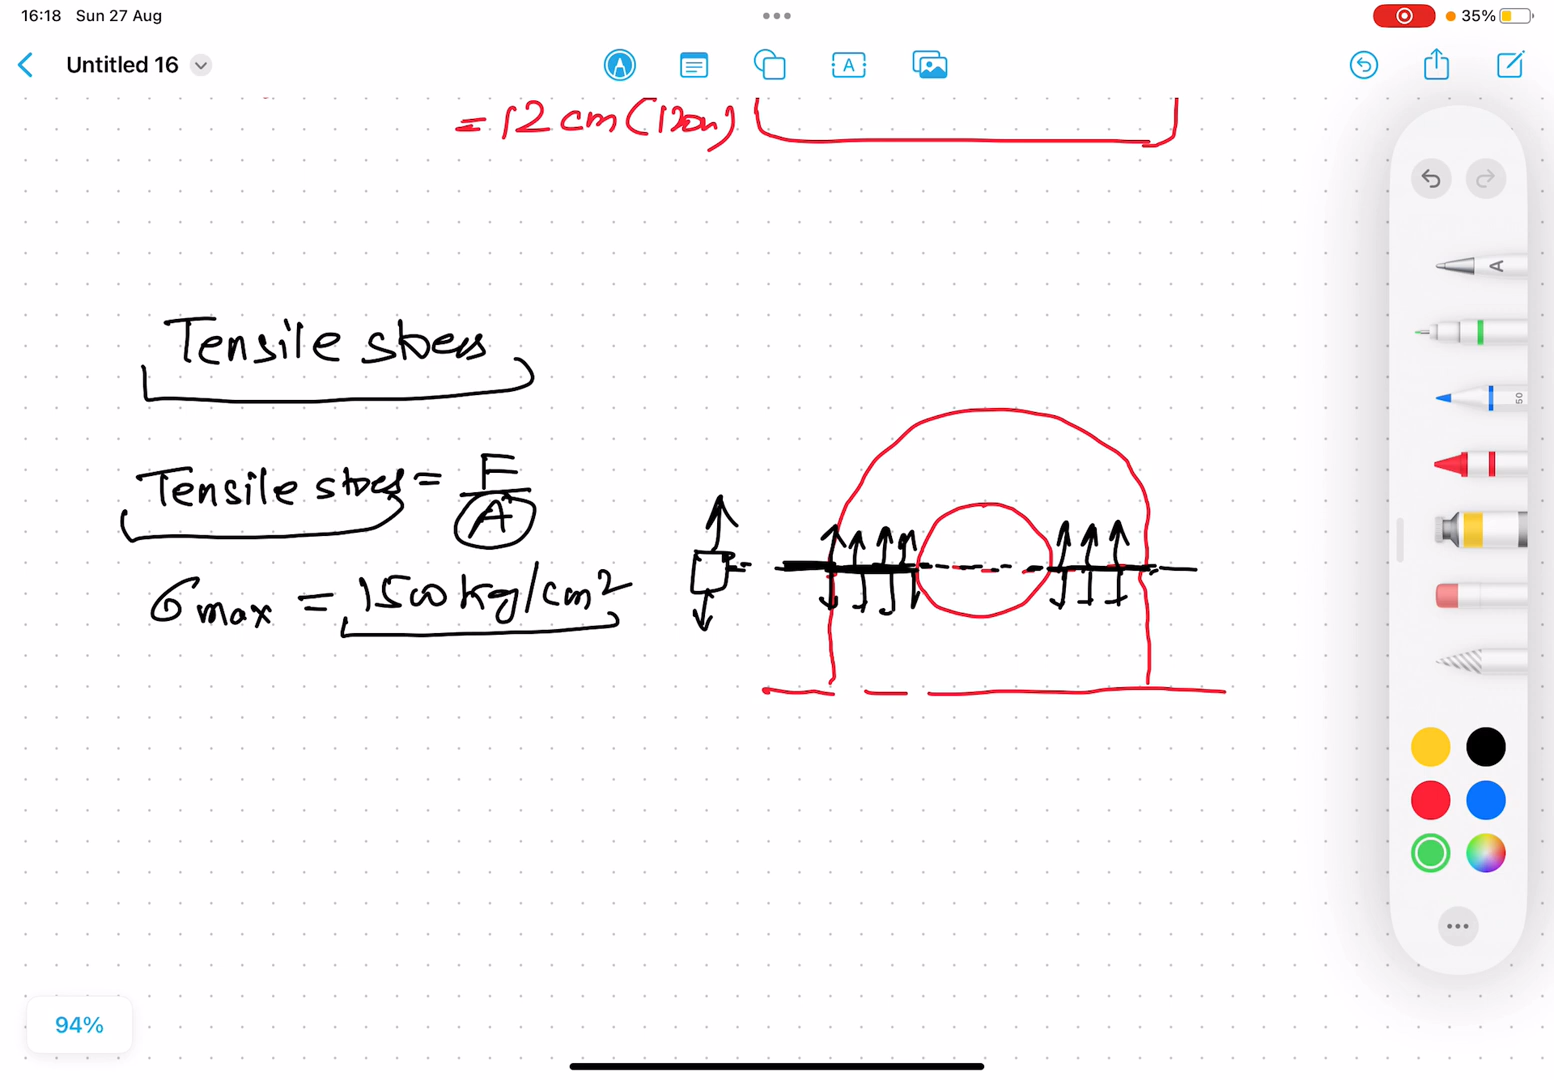 16:18 Sun 27 Aug
35%
Untitled 16
A
= 12 cm (12cm)
Tensile stress
Tensile stress = F/A
σmax = 1500 kg/cm²
A
50
94%